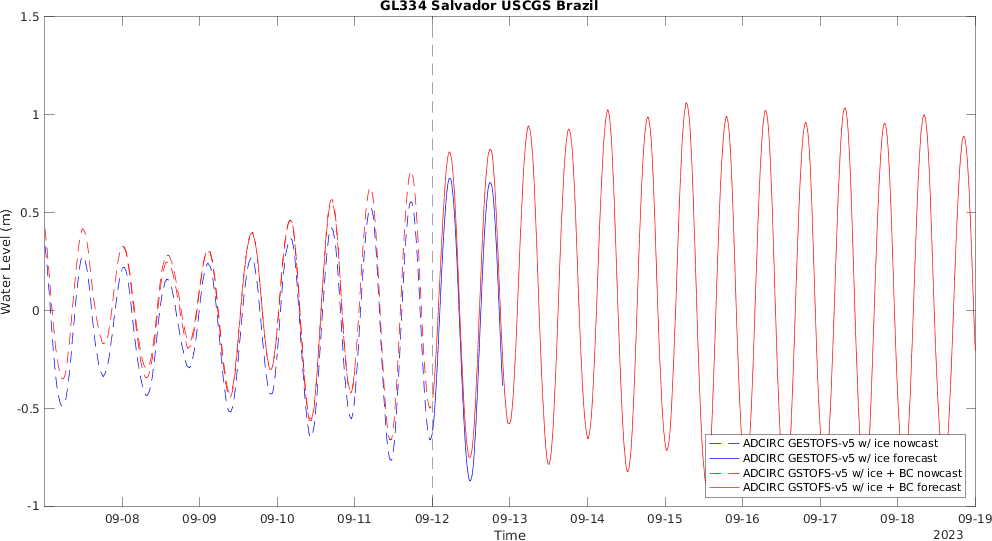 GL334 Salvador USCGS Brazil
1.5
1
0.5
0
-0.5
-1
Water Level (m)
09-08 09-09 09-10 09-11 09-12 09-13 09-14 09-15 09-16 09-17 09-18 09-19
Time
2023
ADCIRC GESTOFS-v5 w/ ice nowcast
ADCIRC GESTOFS-v5 w/ ice forecast
ADCIRC GSTOFS-v5 w/ ice + BC nowcast
ADCIRC GSTOFS-v5 w/ ice + BC forecast